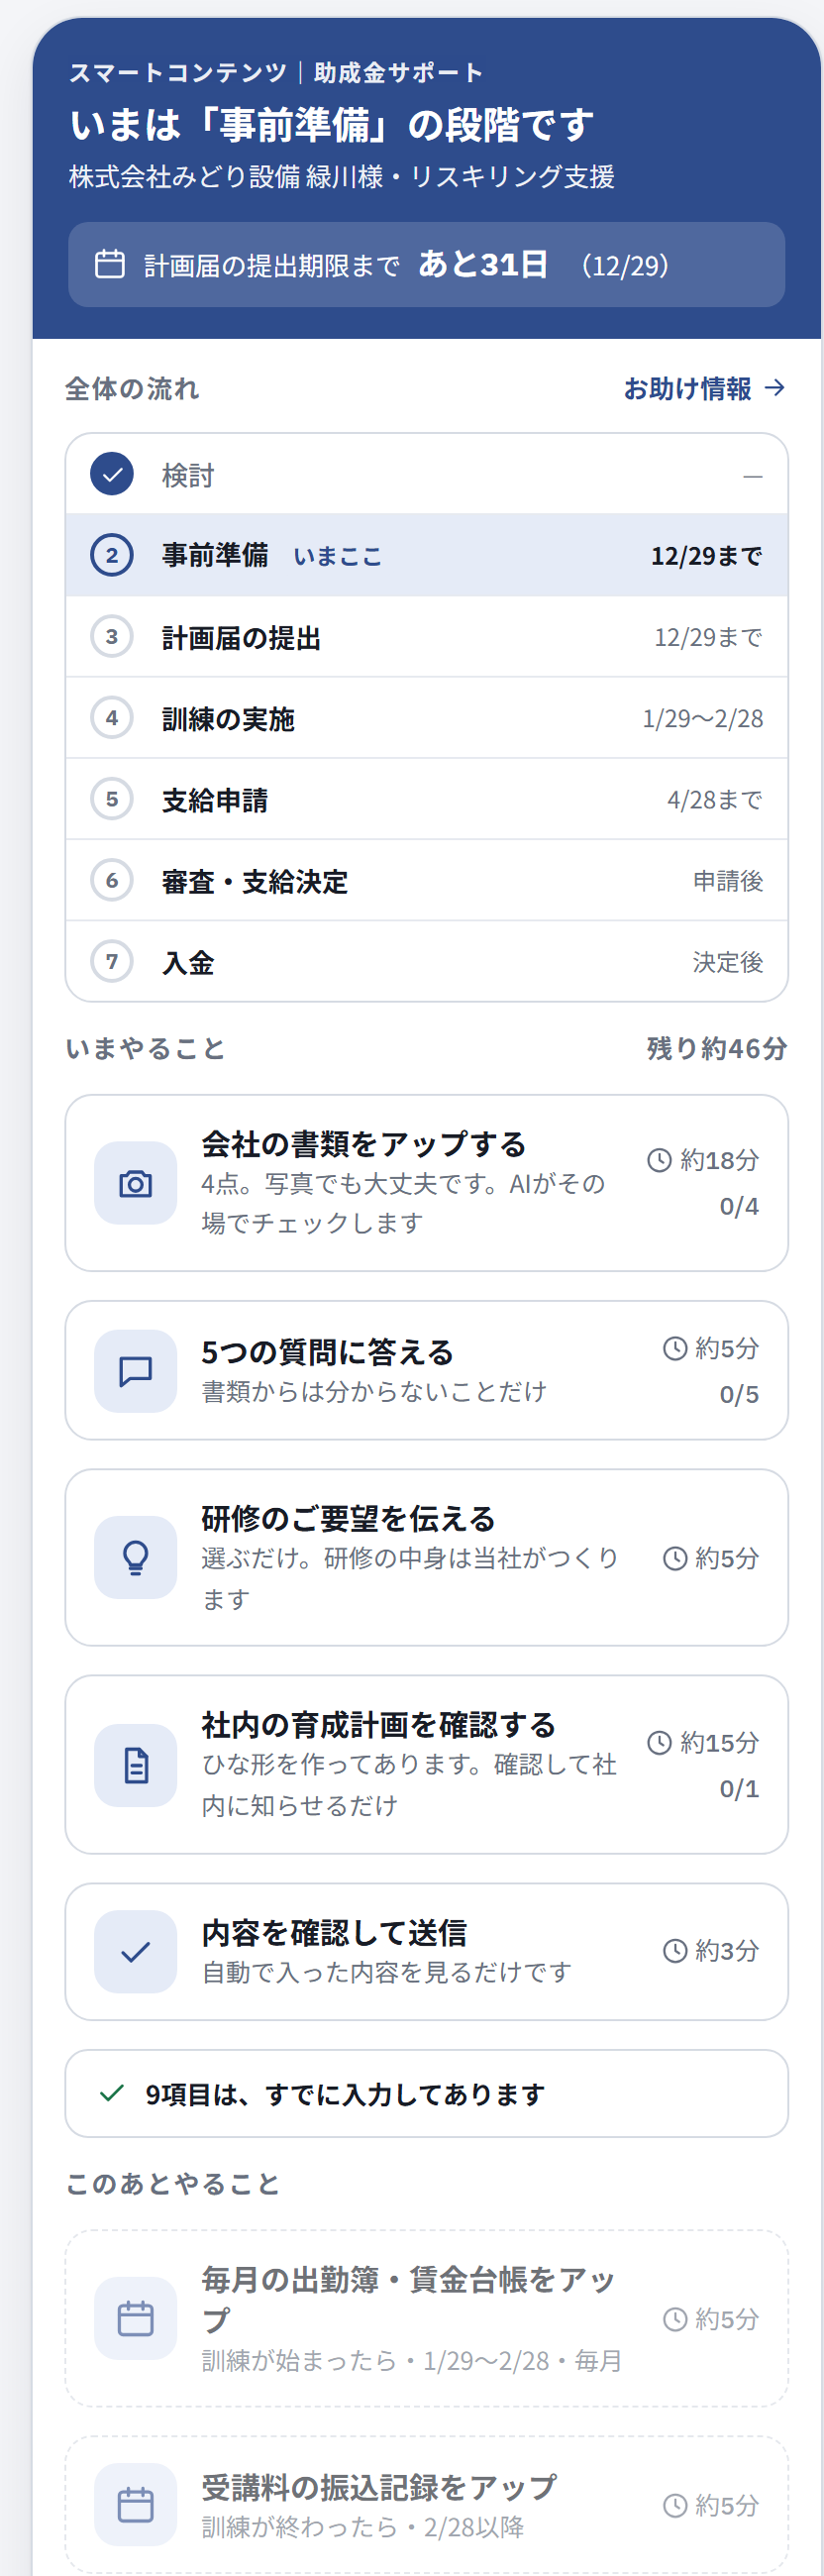 スマートコンテンツ｜助成金サポート
いまは「事前準備」の段階です
株式会社みどり設備 緑川様・リスキリング支援
計画届の提出期限まで あと31日 （12/29）
全体の流れ
お助け情報 →
検討
—
2 事前準備 いまここ 12/29まで
3 計画届の提出 12/29まで
4 訓練の実施 1/29〜2/28
5 支給申請 4/28まで
6 審査・支給決定 申請後
7 入金 決定後
いまやること 残り約46分
会社の書類をアップする
4点。写真でも大丈夫です。AIがその
場でチェックします
約18分
0/4
5つの質問に答える
書類からは分からないことだけ
約5分
0/5
研修のご要望を伝える
選ぶだけ。研修の中身は当社がつくり
ます
約5分
社内の育成計画を確認する
ひな形を作ってあります。確認して社
内に知らせるだけ
約15分
0/1
内容を確認して送信
自動で入った内容を見るだけです
約3分
9項目は、すでに入力してあります
このあとやること
毎月の出勤簿・賃金台帳をアッ
プ
訓練が始まったら・1/29〜2/28・毎月
約5分
受講料の振込記録をアップ
訓練が終わったら・2/28以降
約5分